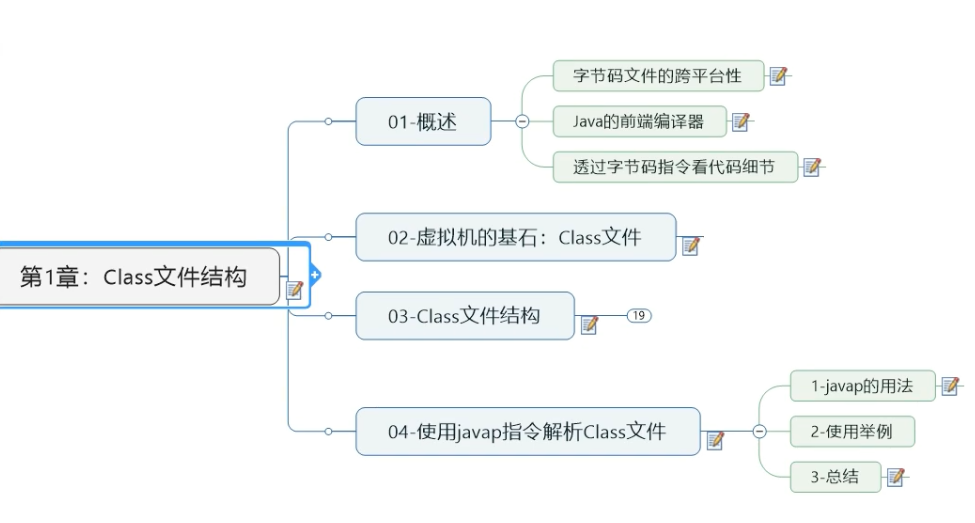 第1章：Class文件结构
01-概述
字节码文件的跨平台性
Java的前端编译器
透过字节码指令看代码细节
02-虚拟机的基石：Class文件
03-Class文件结构
19
04-使用javap指令解析Class文件
1-javap的用法
2-使用举例
3-总结